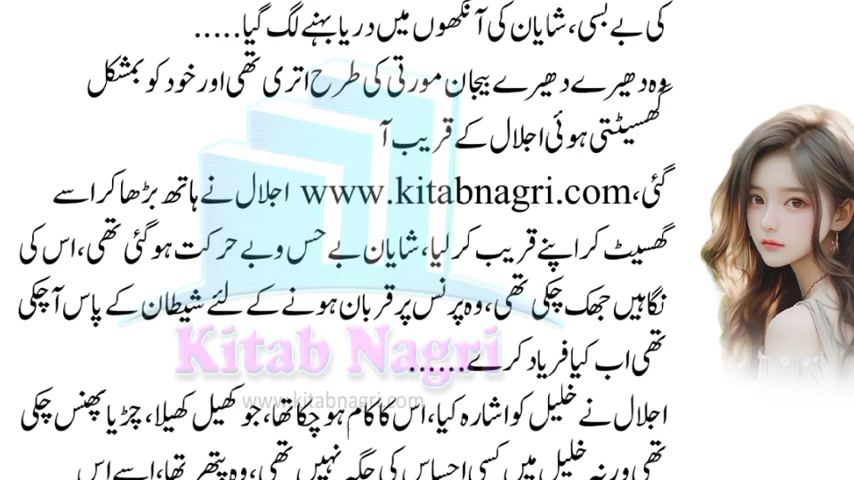 کی بے بسی، شایان کی آنکھوں میں دریا بہنے لگ گیا.....
وہ دھیرے دھیرے بیجان مورتی کی طرح اتری تھی اور خود کو بمشکل
گھسیٹتی ہوئی اجلال کے قریب آ
گئی، www.kitabnagri.com اجلال نے ہاتھ بڑھا کر اسے
گھسیٹ کر اپنے قریب کر لیا، شایان بے حس و بے حرکت ہو گئی تھی، اس کی
نگاہیں جھک چکی تھی، وہ پرنس پر قربان ہونے کے لئے شیطان کے پاس آ چکی
تھی اب کیا فریاد کرے......
Kitab Nagri
www.kitabnagri.com
اجلال نے خلیل کو اشارہ کیا، اس کا کام ہو چکا تھا، جو کھیل کھیلا، چڑیا پھنس چکی
تھی ورنہ خلیل میں کسی احساس کی جگہ نہیں تھی، وہ پتھر تھا، اسے اس